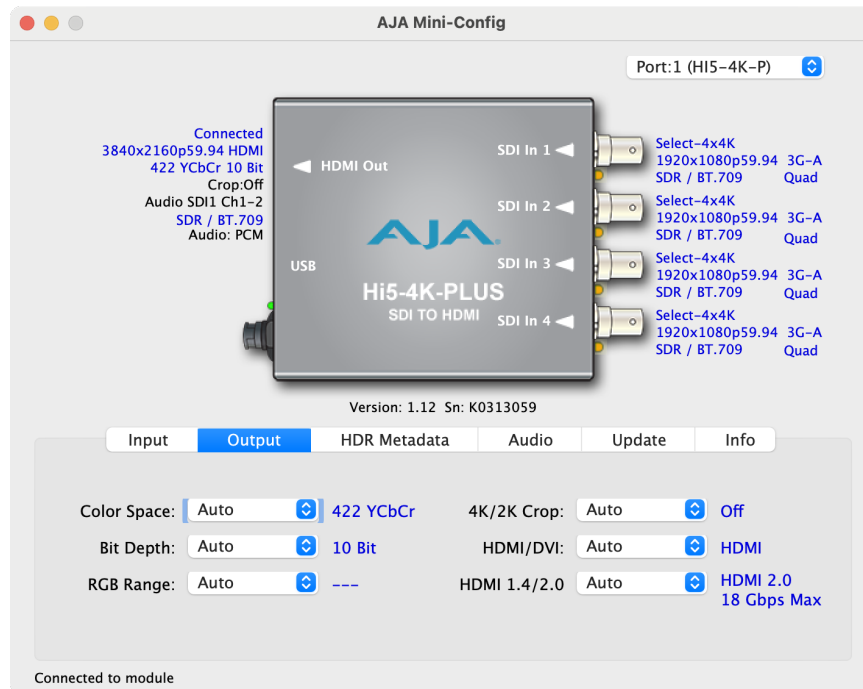 AJA Mini-Config
Port:1 (HI5-4K-P)
Connected
3840x2160p59.94 HDMI
422 YCbCr 10 Bit
Crop:Off
Audio SDI1 Ch1-2
SDR / BT.709
Audio: PCM
HDMI Out
USB
AJA
Hi5-4K-PLUS
SDI TO HDMI
SDI In 1
SDI In 2
SDI In 3
SDI In 4
Select-4x4K
1920x1080p59.94 3G-A
SDR / BT.709 Quad
Select-4x4K
1920x1080p59.94 3G-A
SDR / BT.709 Quad
Select-4x4K
1920x1080p59.94 3G-A
SDR / BT.709 Quad
Select-4x4K
1920x1080p59.94 3G-A
SDR / BT.709 Quad
Version: 1.12 Sn: K0313059
Input Output HDR Metadata Audio Update Info
Color Space: Auto 422 YCbCr 4K/2K Crop: Auto Off
Bit Depth: Auto 10 Bit HDMI/DVI: Auto HDMI
RGB Range: Auto --- HDMI 1.4/2.0 Auto HDMI 2.0
18 Gbps Max
Connected to module